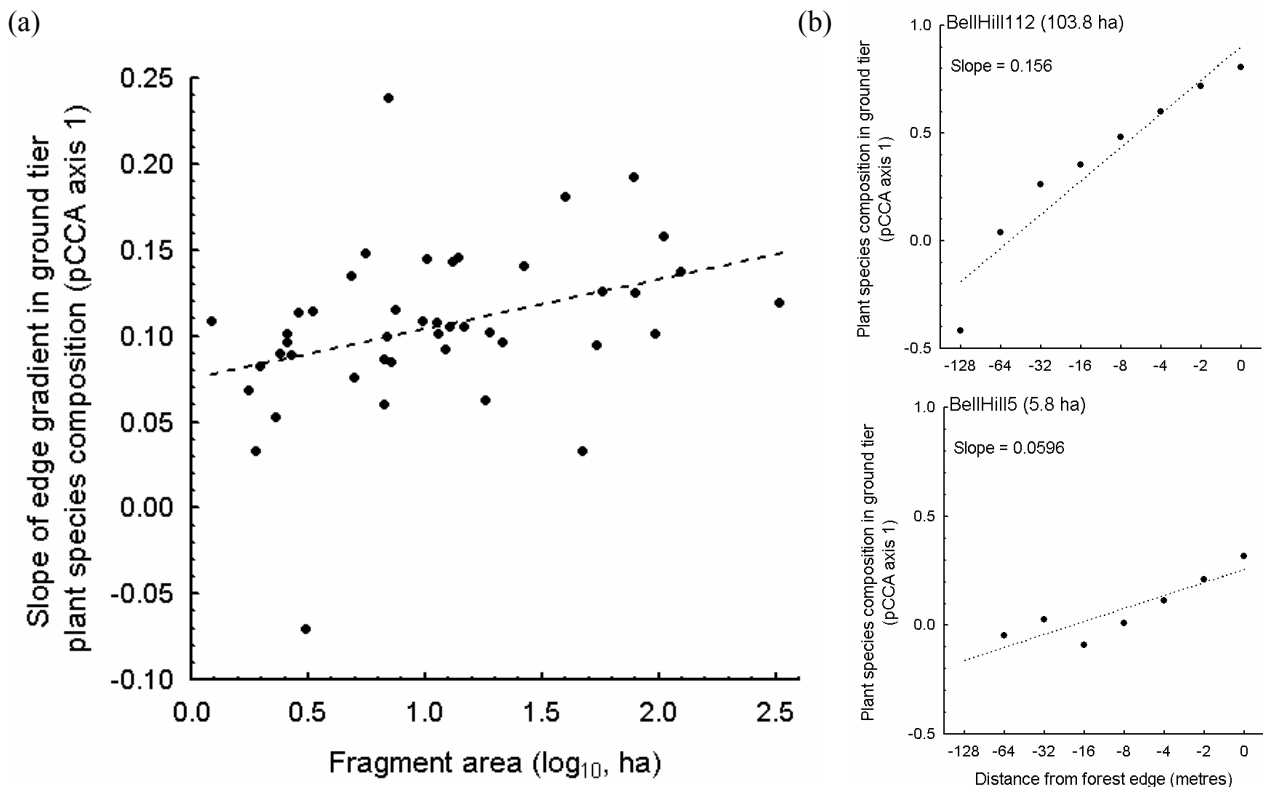 (a)
Slope of edge gradient in ground tier
plant species composition (pCCA axis 1)
0.25
0.20
0.15
0.10
0.05
0.00
-0.05
-0.10
0.0 0.5 1.0 1.5 2.0 2.5
Fragment area (log10, ha)
(b)
BellHill112 (103.8 ha)
Slope = 0.156
Plant species composition in ground tier
(pCCA axis 1)
1.0
0.5
0.0
-0.5
-128 -64 -32 -16 -8 -4 -2 0
BellHill5 (5.8 ha)
Slope = 0.0596
Plant species composition in ground tier
(pCCA axis 1)
1.0
0.5
0.0
-0.5
-128 -64 -32 -16 -8 -4 -2 0
Distance from forest edge (metres)